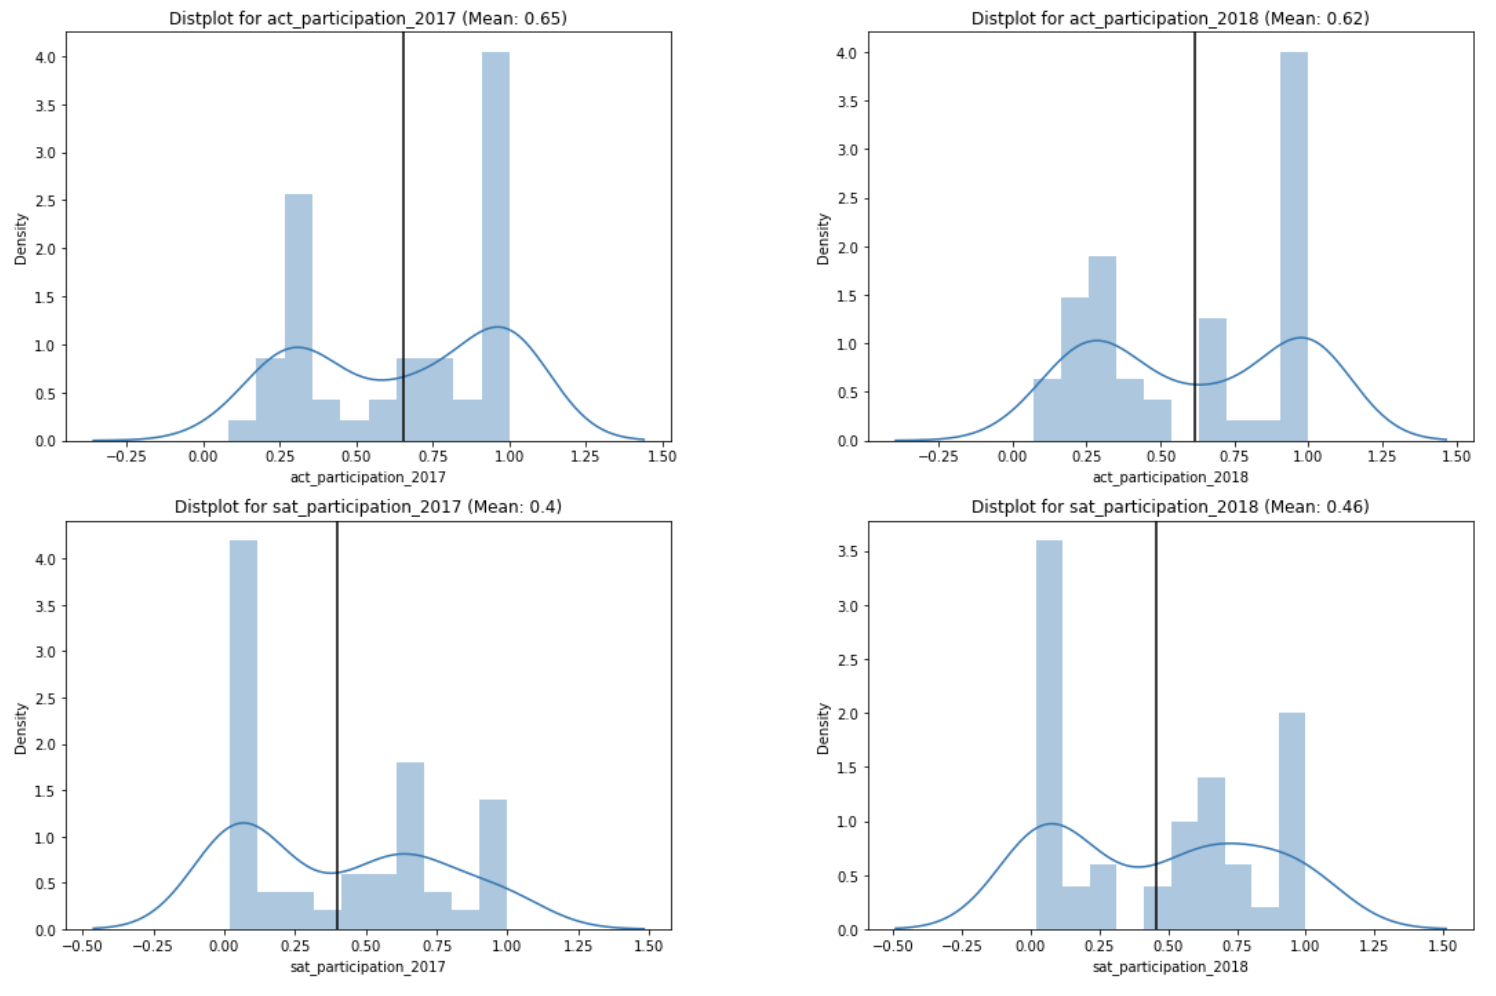 Distplot for act_participation_2017 (Mean: 0.65)
4.0
3.5
3.0
2.5
2.0
1.5
1.0
0.5
0.0
Density
−0.25 0.00 0.25 0.50 0.75 1.00 1.25 1.50
act_participation_2017
Distplot for act_participation_2018 (Mean: 0.62)
4.0
3.5
3.0
2.5
2.0
1.5
1.0
0.5
0.0
Density
−0.25 0.00 0.25 0.50 0.75 1.00 1.25 1.50
act_participation_2018
Distplot for sat_participation_2017 (Mean: 0.4)
4.0
3.5
3.0
2.5
2.0
1.5
1.0
0.5
0.0
Density
−0.50 −0.25 0.00 0.25 0.50 0.75 1.00 1.25 1.50
sat_participation_2017
Distplot for sat_participation_2018 (Mean: 0.46)
3.5
3.0
2.5
2.0
1.5
1.0
0.5
0.0
Density
−0.50 −0.25 0.00 0.25 0.50 0.75 1.00 1.25 1.50
sat_participation_2018